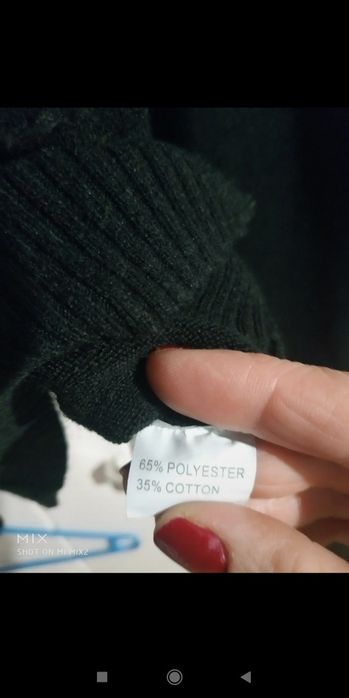 65% POLYESTER
35% COTTON
MIX
SHOT ON MI MIX2